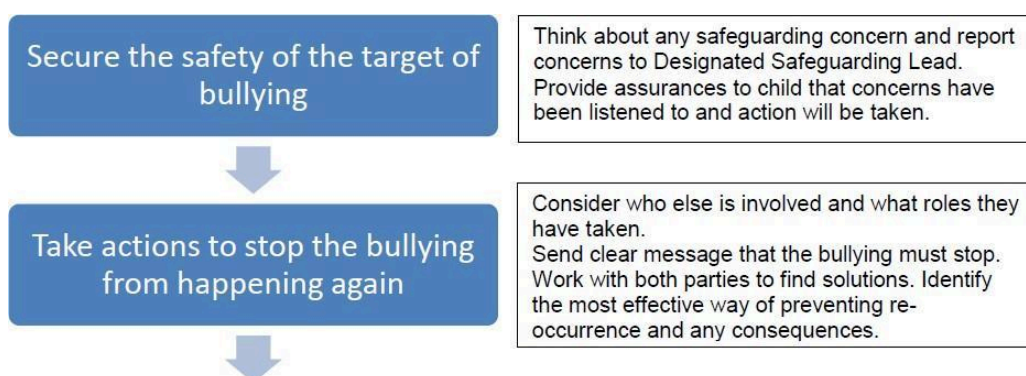 Secure the safety of the target of
bullying
Think about any safeguarding concern and report
concerns to Designated Safeguarding Lead.
Provide assurances to child that concerns have
been listened to and action will be taken.
Take actions to stop the bullying
from happening again
Consider who else is involved and what roles they
have taken.
Send clear message that the bullying must stop.
Work with both parties to find solutions. Identify
the most effective way of preventing re-
occurrence and any consequences.